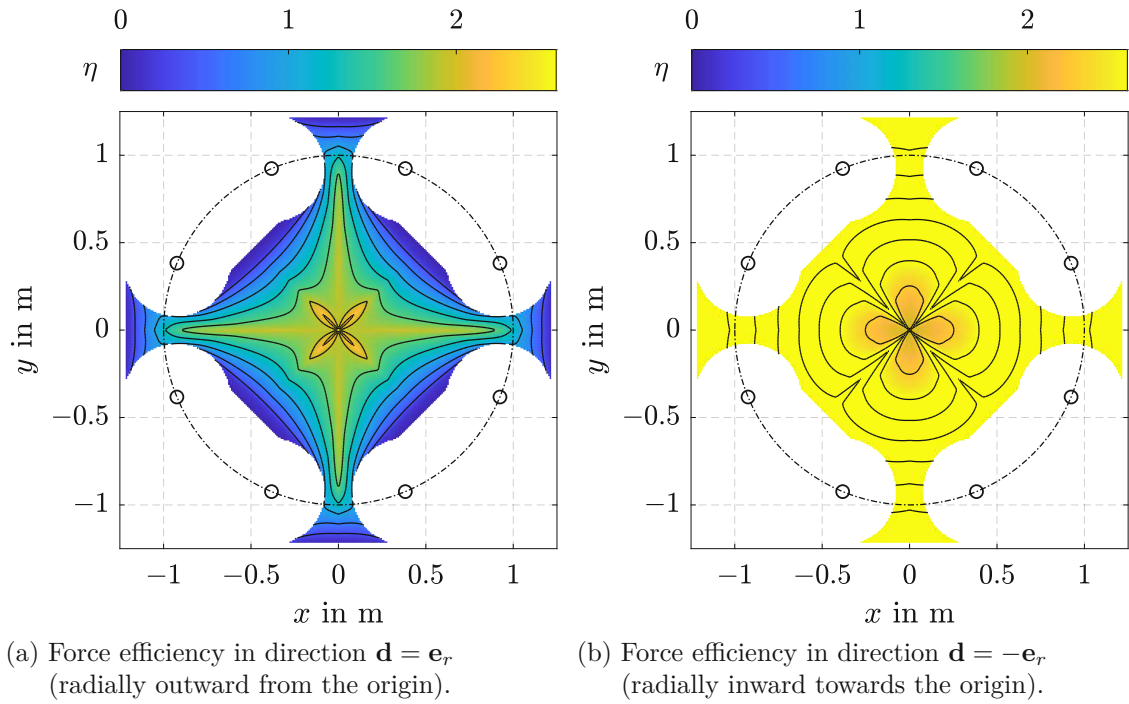 0 1 2
η
0 1 2
η
1
0.5
0
−0.5
−1
y in m
−1 −0.5 0 0.5 1
x in m
1
0.5
0
−0.5
−1
y in m
−1 −0.5 0 0.5 1
x in m
(a) Force efficiency in direction d = e_r
(radially outward from the origin).
(b) Force efficiency in direction d = −e_r
(radially inward towards the origin).